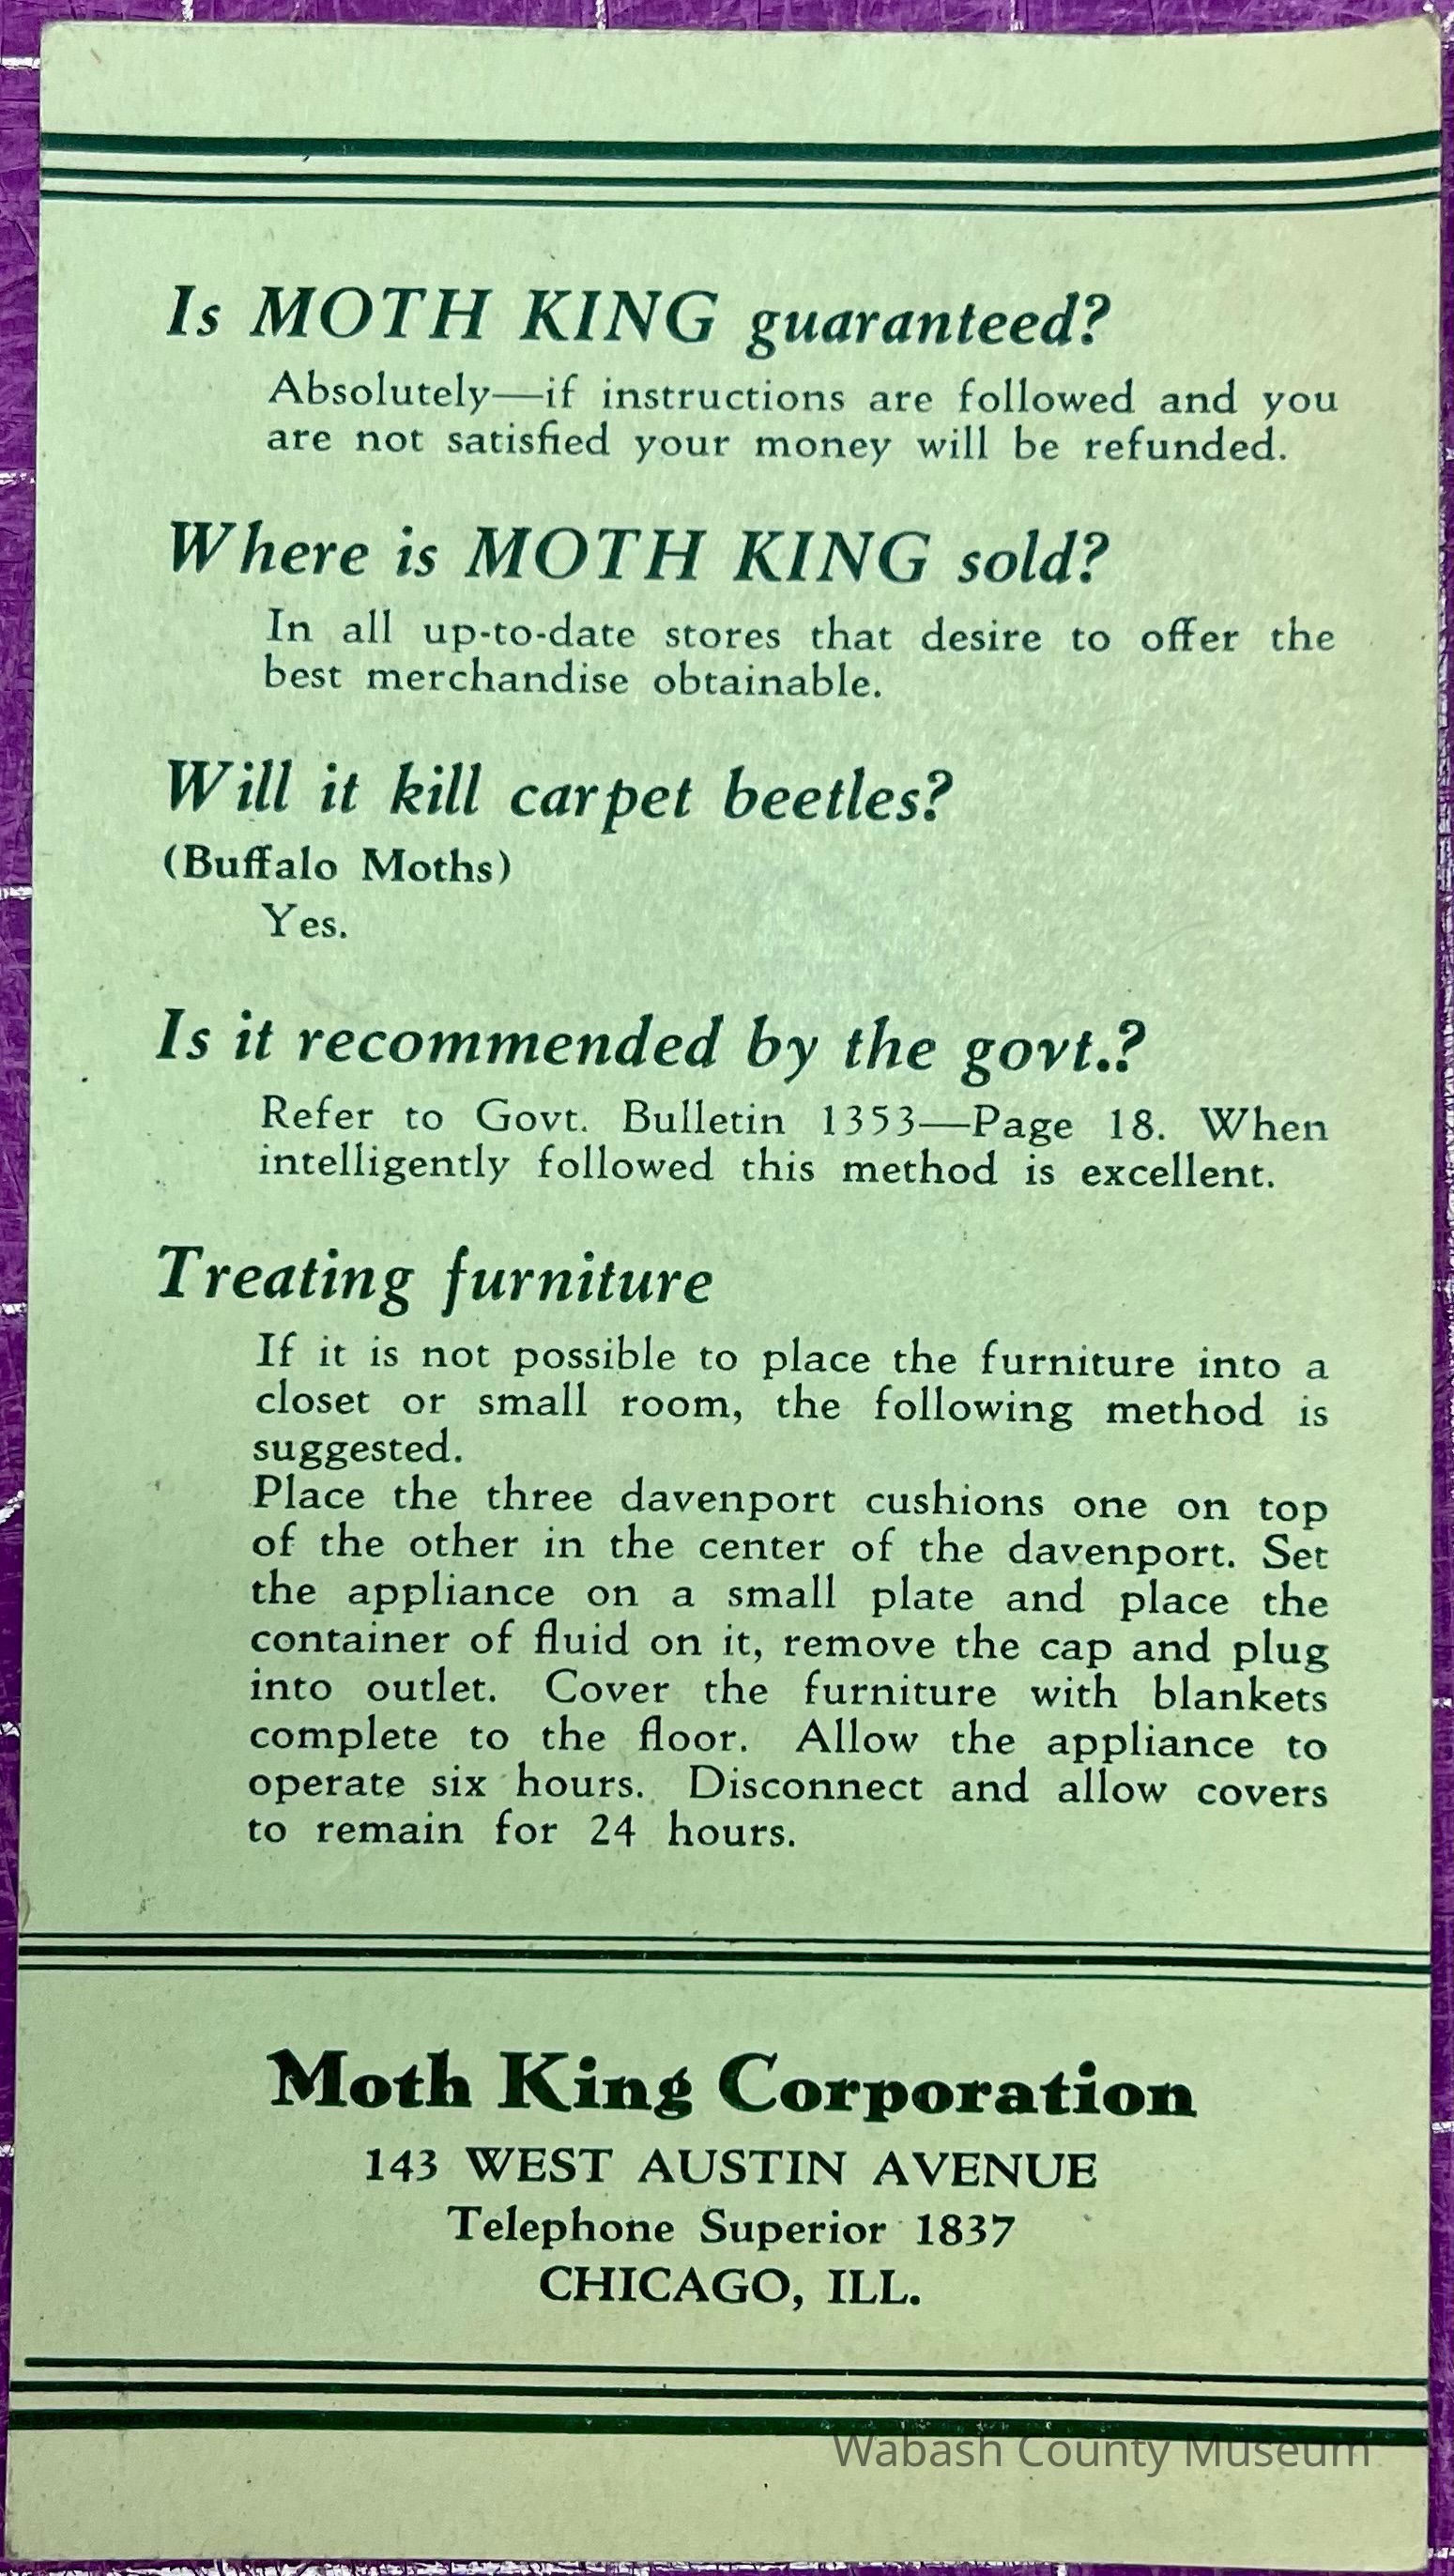 Is MOTH KING guaranteed?
Absolutely—if instructions are followed and you
are not satisfied your money will be refunded.
Where is MOTH KING sold?
In all up-to-date stores that desire to offer the
best merchandise obtainable.
Will it kill carpet beetles?
(Buffalo Moths)
Yes.
Is it recommended by the govt.?
Refer to Govt. Bulletin 1353—Page 18. When
intelligently followed this method is excellent.
Treating furniture
If it is not possible to place the furniture into a
closet or small room, the following method is
suggested.
Place the three davenport cushions one on top
of the other in the center of the davenport. Set
the appliance on a small plate and place the
container of fluid on it, remove the cap and plug
into outlet. Cover the furniture with blankets
complete to the floor. Allow the appliance to
operate six hours. Disconnect and allow covers
to remain for 24 hours.
Moth King Corporation
143 WEST AUSTIN AVENUE
Telephone Superior 1837
CHICAGO, ILL.
Wabash County Museum